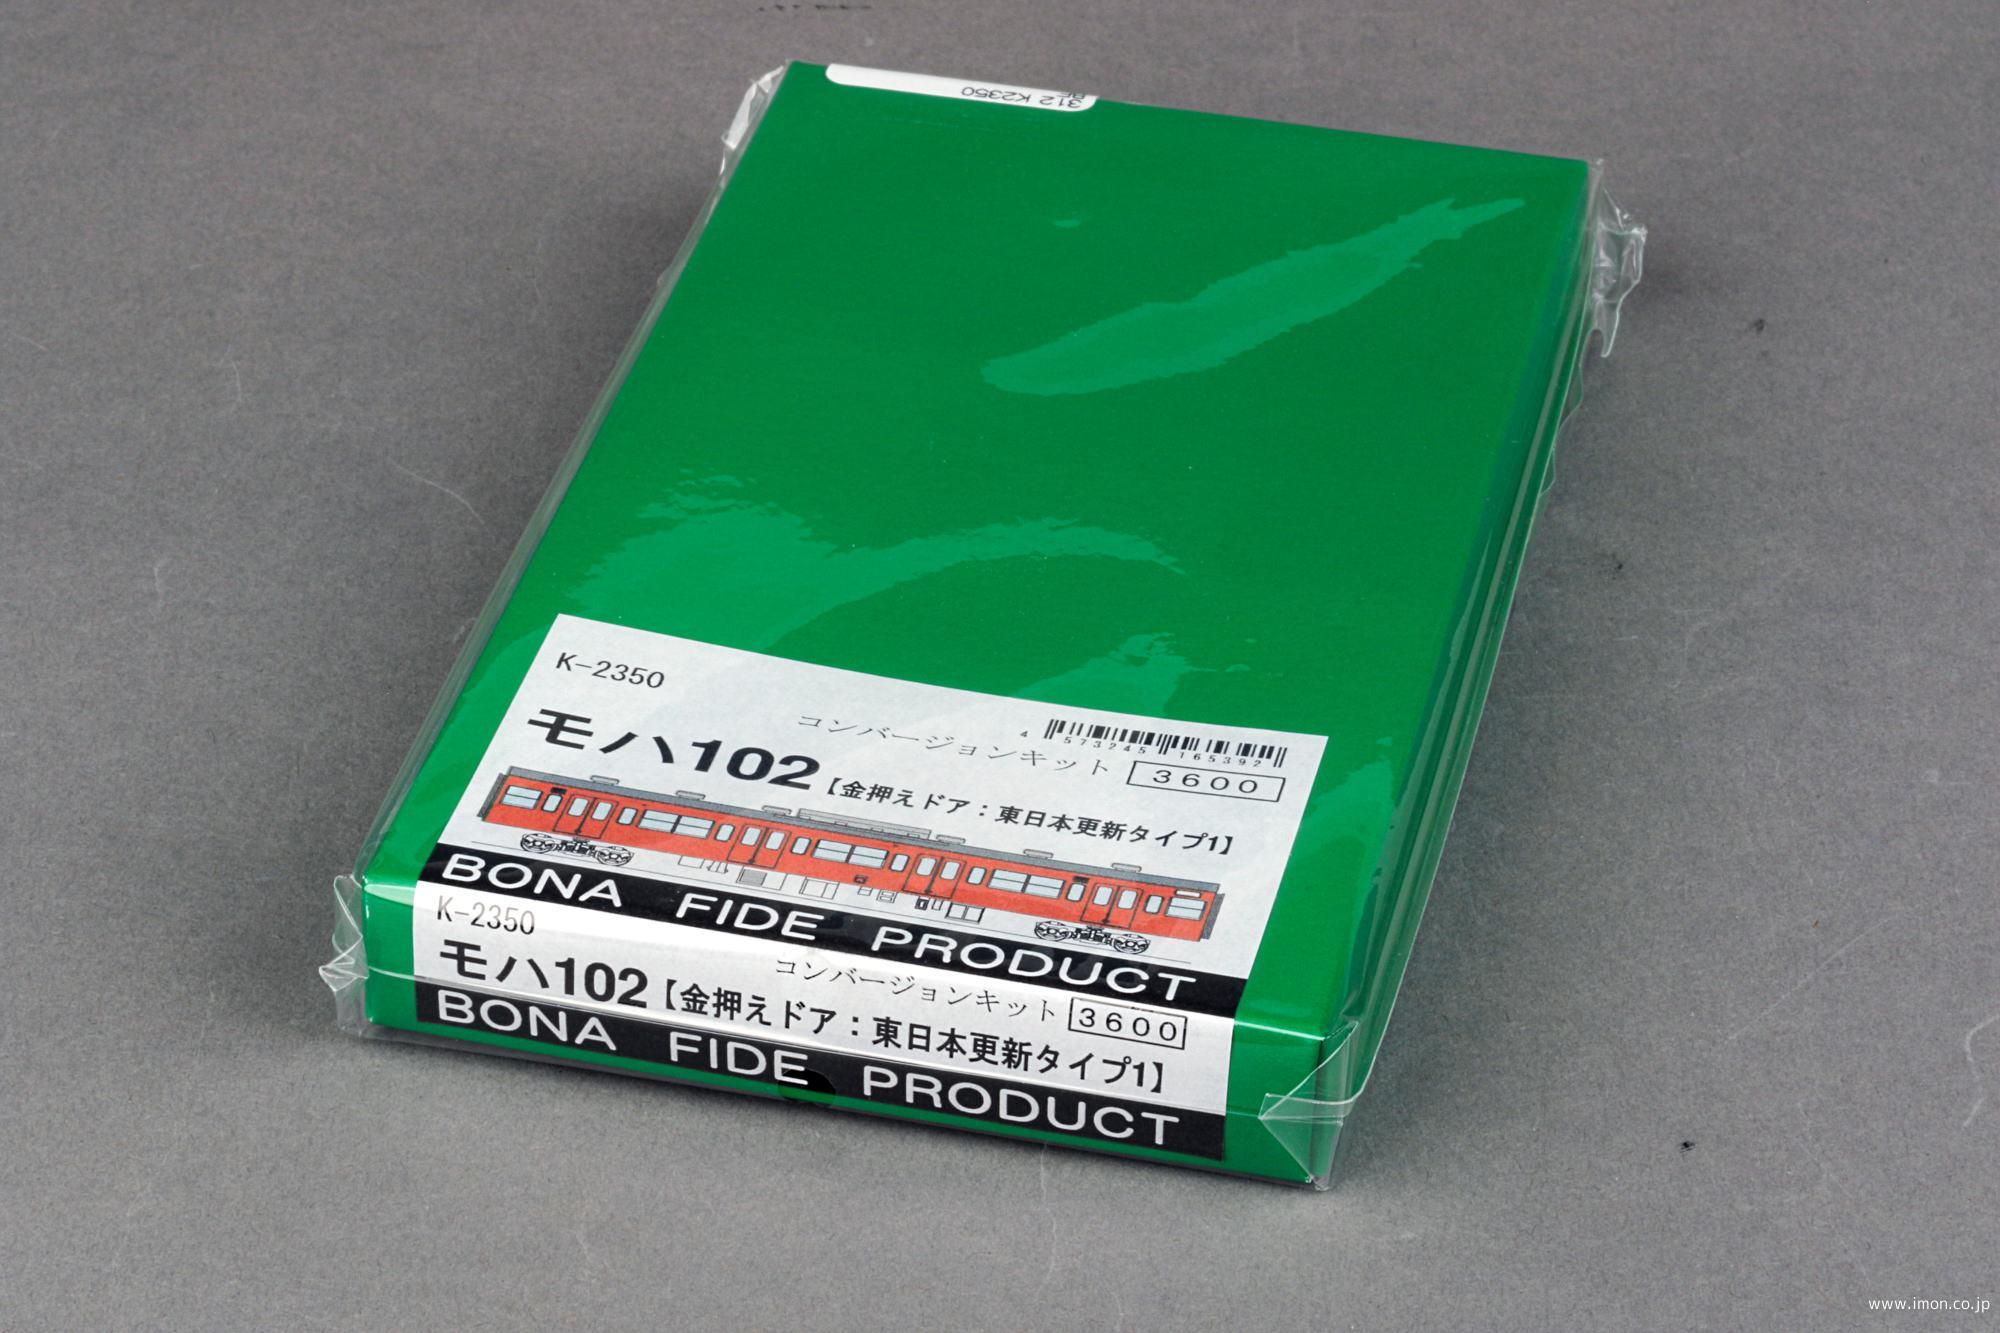 312 K2350
K-2350
コンバージョンキット
4 573245 165392
モハ102
3600
【金押えドア：東日本更新タイプ1】
BONA FIDE PRODUCT
K-2350
コンバージョンキット
3600
モハ102【金押えドア：東日本更新タイプ1】
BONA FIDE PRODUCT
www.imon.co.jp